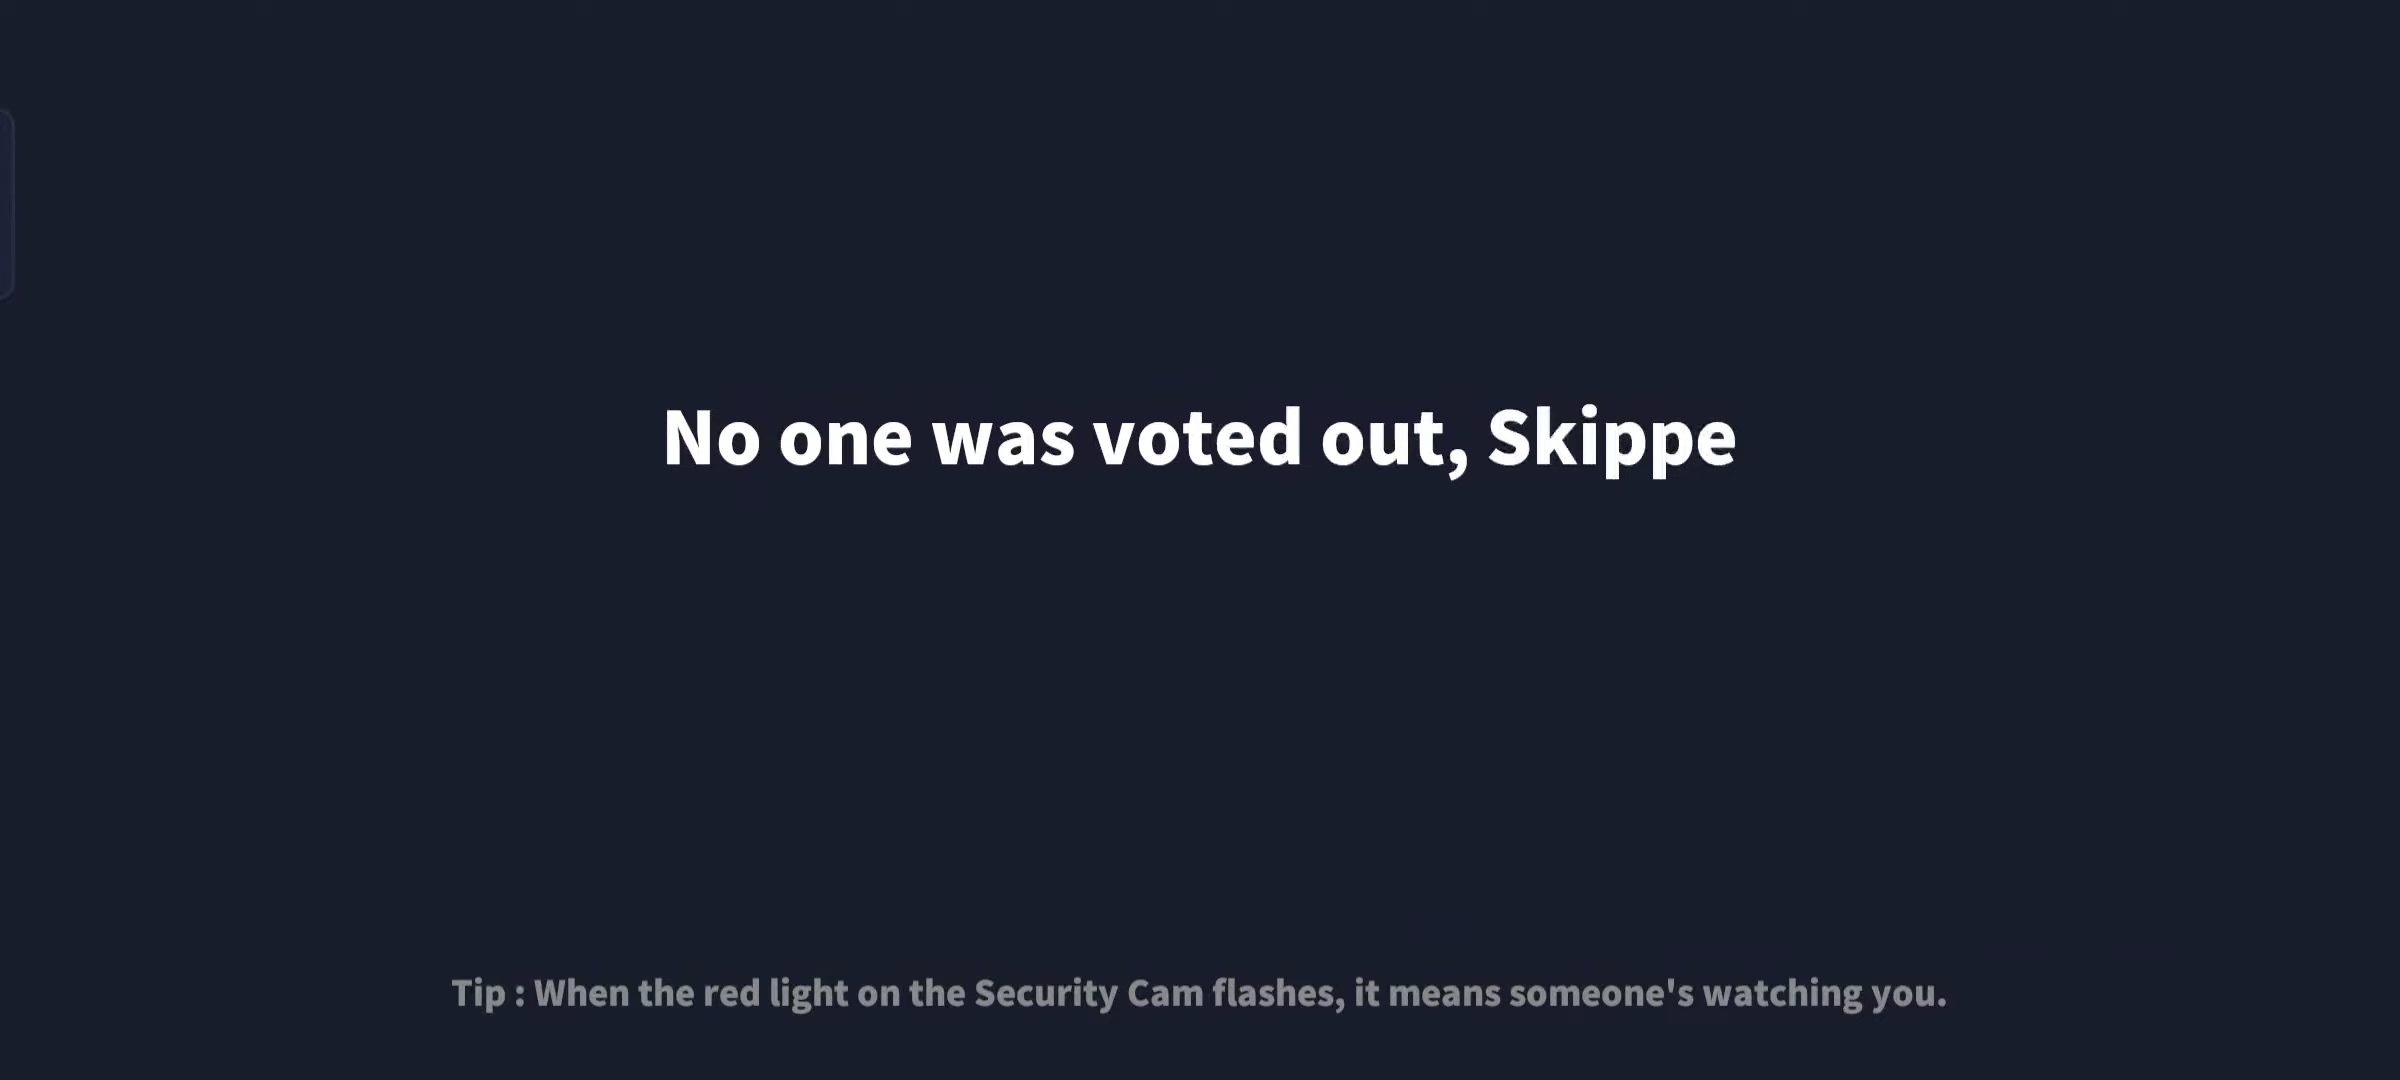 No one was voted out, Skippe
Tip : When the red light on the Security Cam flashes, it means someone's watching you.